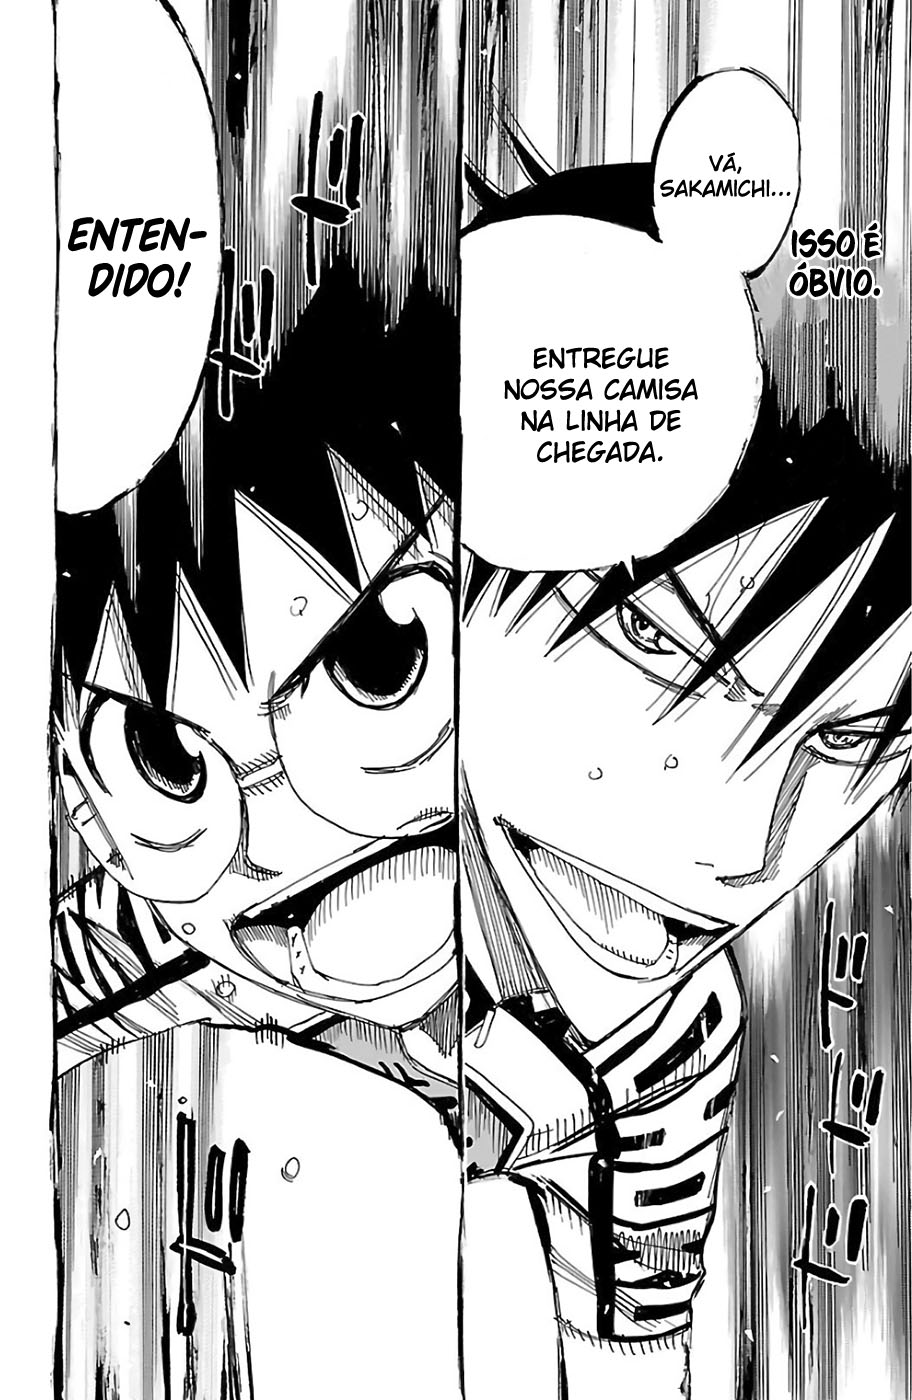 ISSO É
ÓBVIO.
VÁ,
SAKAMICHI...
ENTREGUE
NOSSA CAMISA
NA LINHA DE
CHEGADA.
ENTEN-
DIDO!